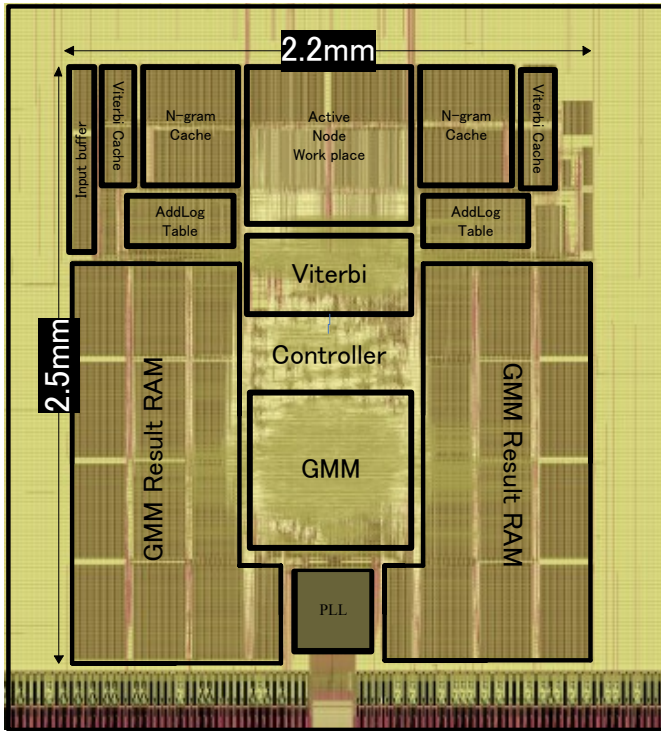 2.2mm
Input buffer
Viterbi Cache
N-gram
Cache
Active
Node
Work place
N-gram
Cache
Viterbi Cache
AddLog
Table
AddLog
Table
Viterbi
2.5mm
Controller
GMM Result RAM
GMM
GMM Result RAM
PLL